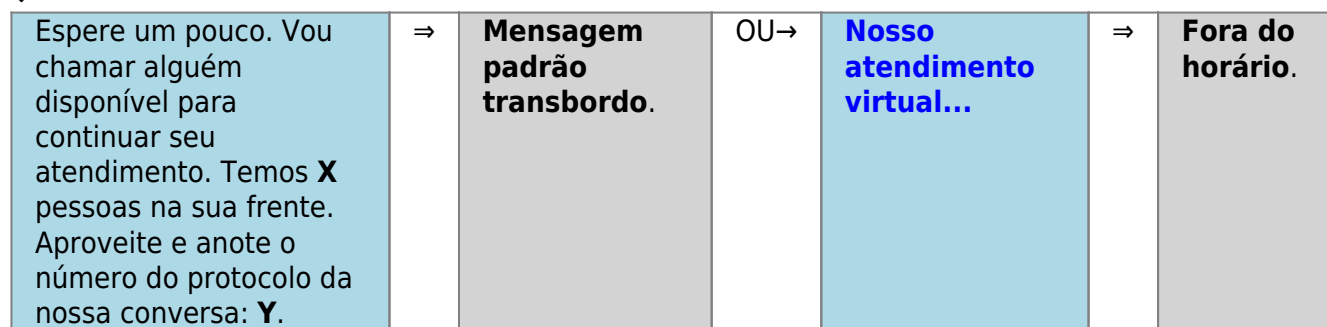 Espere um pouco. Vou
chamar alguém
disponível para
continuar seu
atendimento. Temos X
pessoas na sua frente.
Aproveite e anote o
número do protocolo da
nossa conversa: Y.
⇒
Mensagem
padrão
transbordo.
OU→
Nosso
atendimento
virtual...
⇒
Fora do
horário.